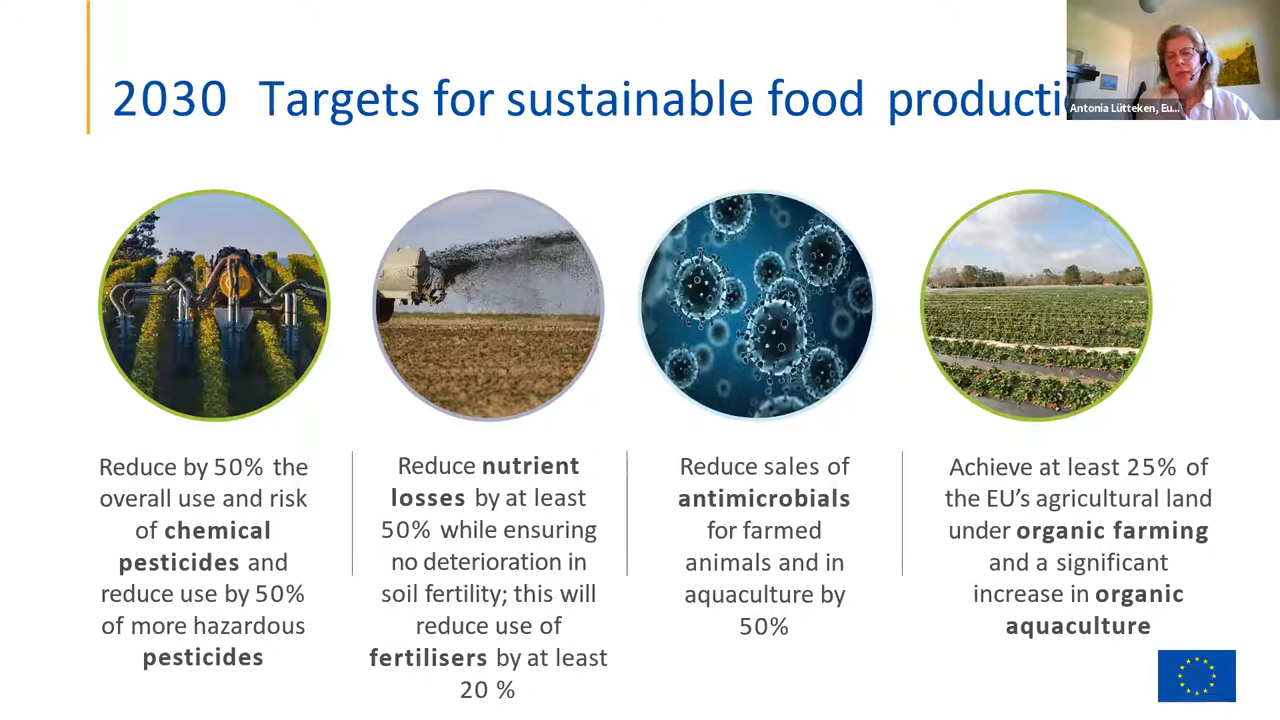 2030 Targets for sustainable food producti
Antonia Lütteken, Eu...
Reduce by 50% the
overall use and risk
of chemical
pesticides and
reduce use by 50%
of more hazardous
pesticides
Reduce nutrient
losses by at least
50% while ensuring
no deterioration in
soil fertility; this will
reduce use of
fertilisers by at least
20 %
Reduce sales of
antimicrobials
for farmed
animals and in
aquaculture by
50%
Achieve at least 25% of
the EU’s agricultural land
under organic farming
and a significant
increase in organic
aquaculture